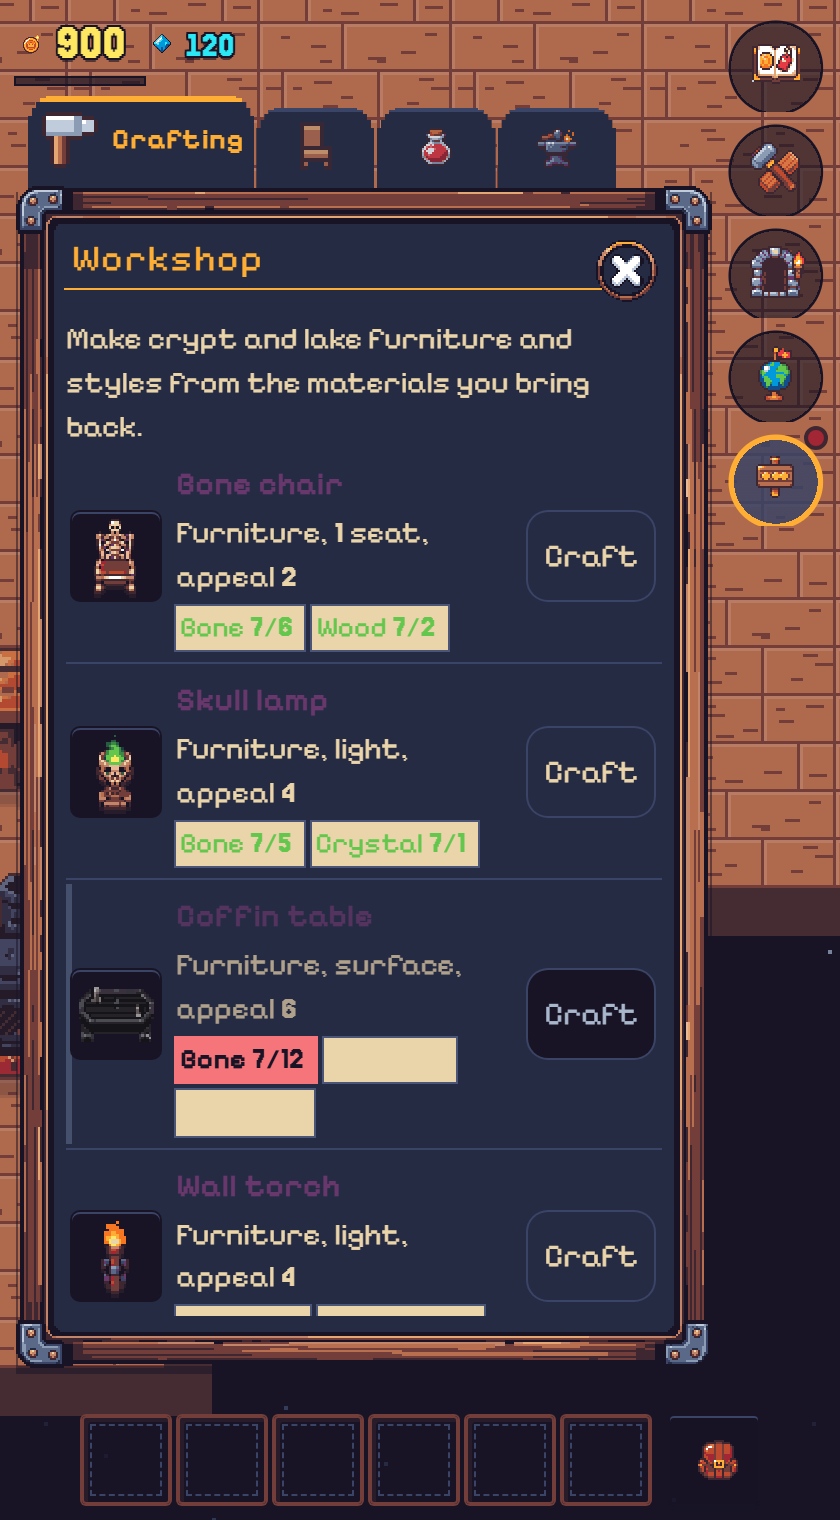 900 120
Crafting
Workshop
Make crypt and lake furniture and
styles from the materials you bring
back.
Bone chair
Furniture, 1 seat,
appeal 2
Craft
Bone 7/6 Wood 7/2
Skull lamp
Furniture, light,
appeal 4
Craft
Bone 7/5 Crystal 7/1
Coffin table
Furniture, surface,
appeal 6
Craft
Bone 7/12
Wall torch
Furniture, light,
appeal 4
Craft